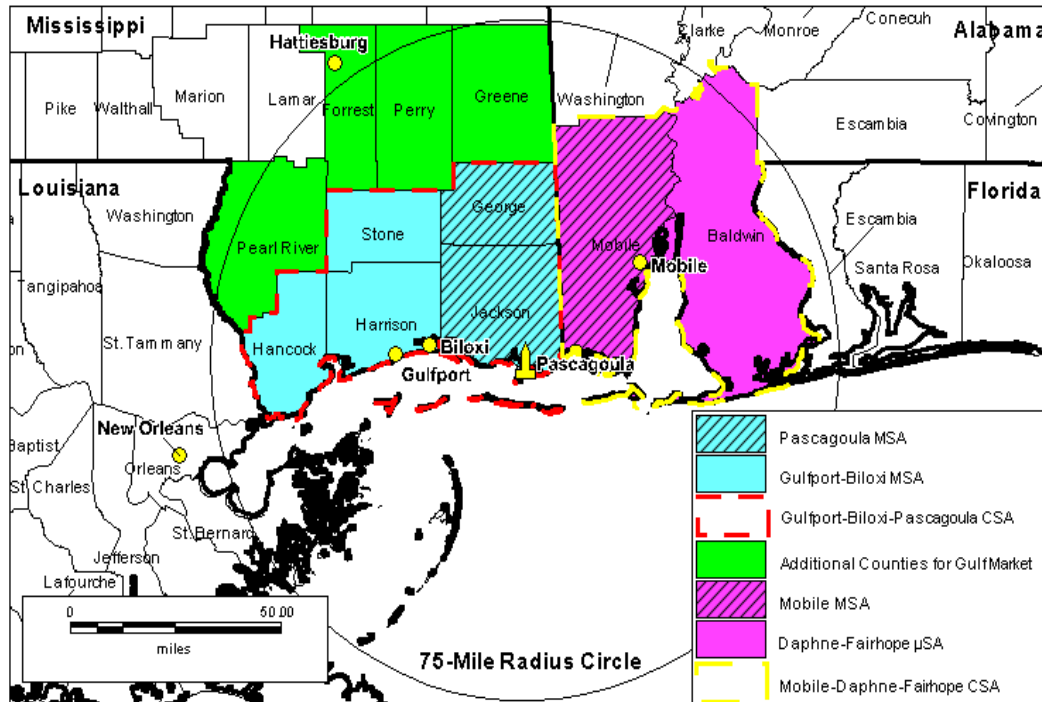 Mississippi
Alabama
Clarke
Monroe
Conecuh
Hattiesburg
Pike
Walthall
Marion
Lamar
Forrest
Perry
Greene
Washington
Escambia
Covington
Louisiana
Florida
Washington
George
Stone
Pearl River
Mobile
Baldwin
Escambia
Santa Rosa
Okaloosa
Mobile
Tangipahoa
St. Tammany
Hancock
Harrison
Jackson
Biloxi
Gulfport
Pascagoula
New Orleans
Baptist
Orleans
St. Charles
St. Bernard
Jefferson
Lafourche
0
50.00
miles
75-Mile Radius Circle
Pascagoula MSA
Gulfport-Biloxi MSA
Gulfport-Biloxi-Pascagoula CSA
Additional Counties for Gulf Market
Mobile MSA
Daphne-Fairhope µSA
Mobile-Daphne-Fairhope CSA